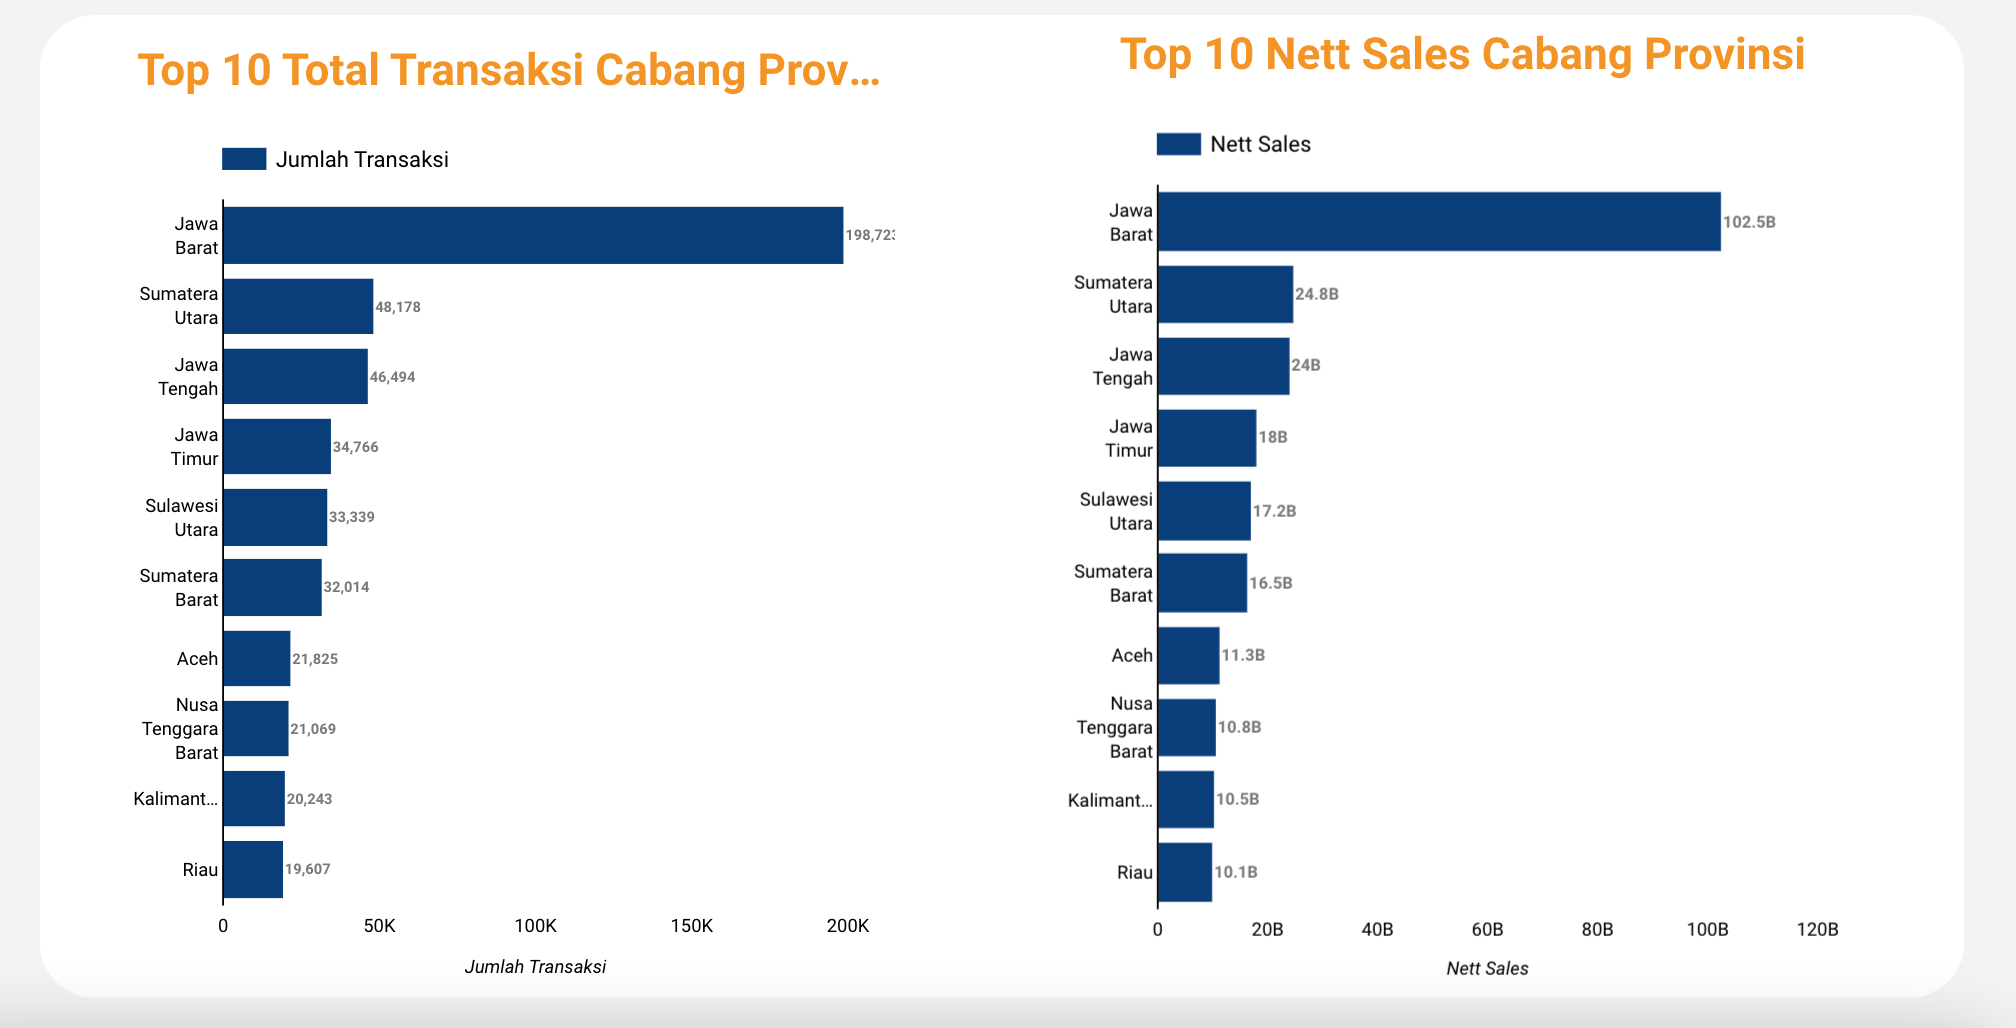 Top 10 Total Transaksi Cabang Prov...
Jumlah Transaksi
Jawa
Barat
198,723
Sumatera
Utara
48,178
Jawa
Tengah
46,494
Jawa
Timur
34,766
Sulawesi
Utara
33,339
Sumatera
Barat
32,014
Aceh
21,825
Nusa
Tenggara
Barat
21,069
Kalimant...
20,243
Riau
19,607
0 50K 100K 150K 200K
Jumlah Transaksi
Top 10 Nett Sales Cabang Provinsi
Nett Sales
Jawa
Barat
102.5B
Sumatera
Utara
24.8B
Jawa
Tengah
24B
Jawa
Timur
18B
Sulawesi
Utara
17.2B
Sumatera
Barat
16.5B
Aceh
11.3B
Nusa
Tenggara
Barat
10.8B
Kalimant...
10.5B
Riau
10.1B
0 20B 40B 60B 80B 100B 120B
Nett Sales